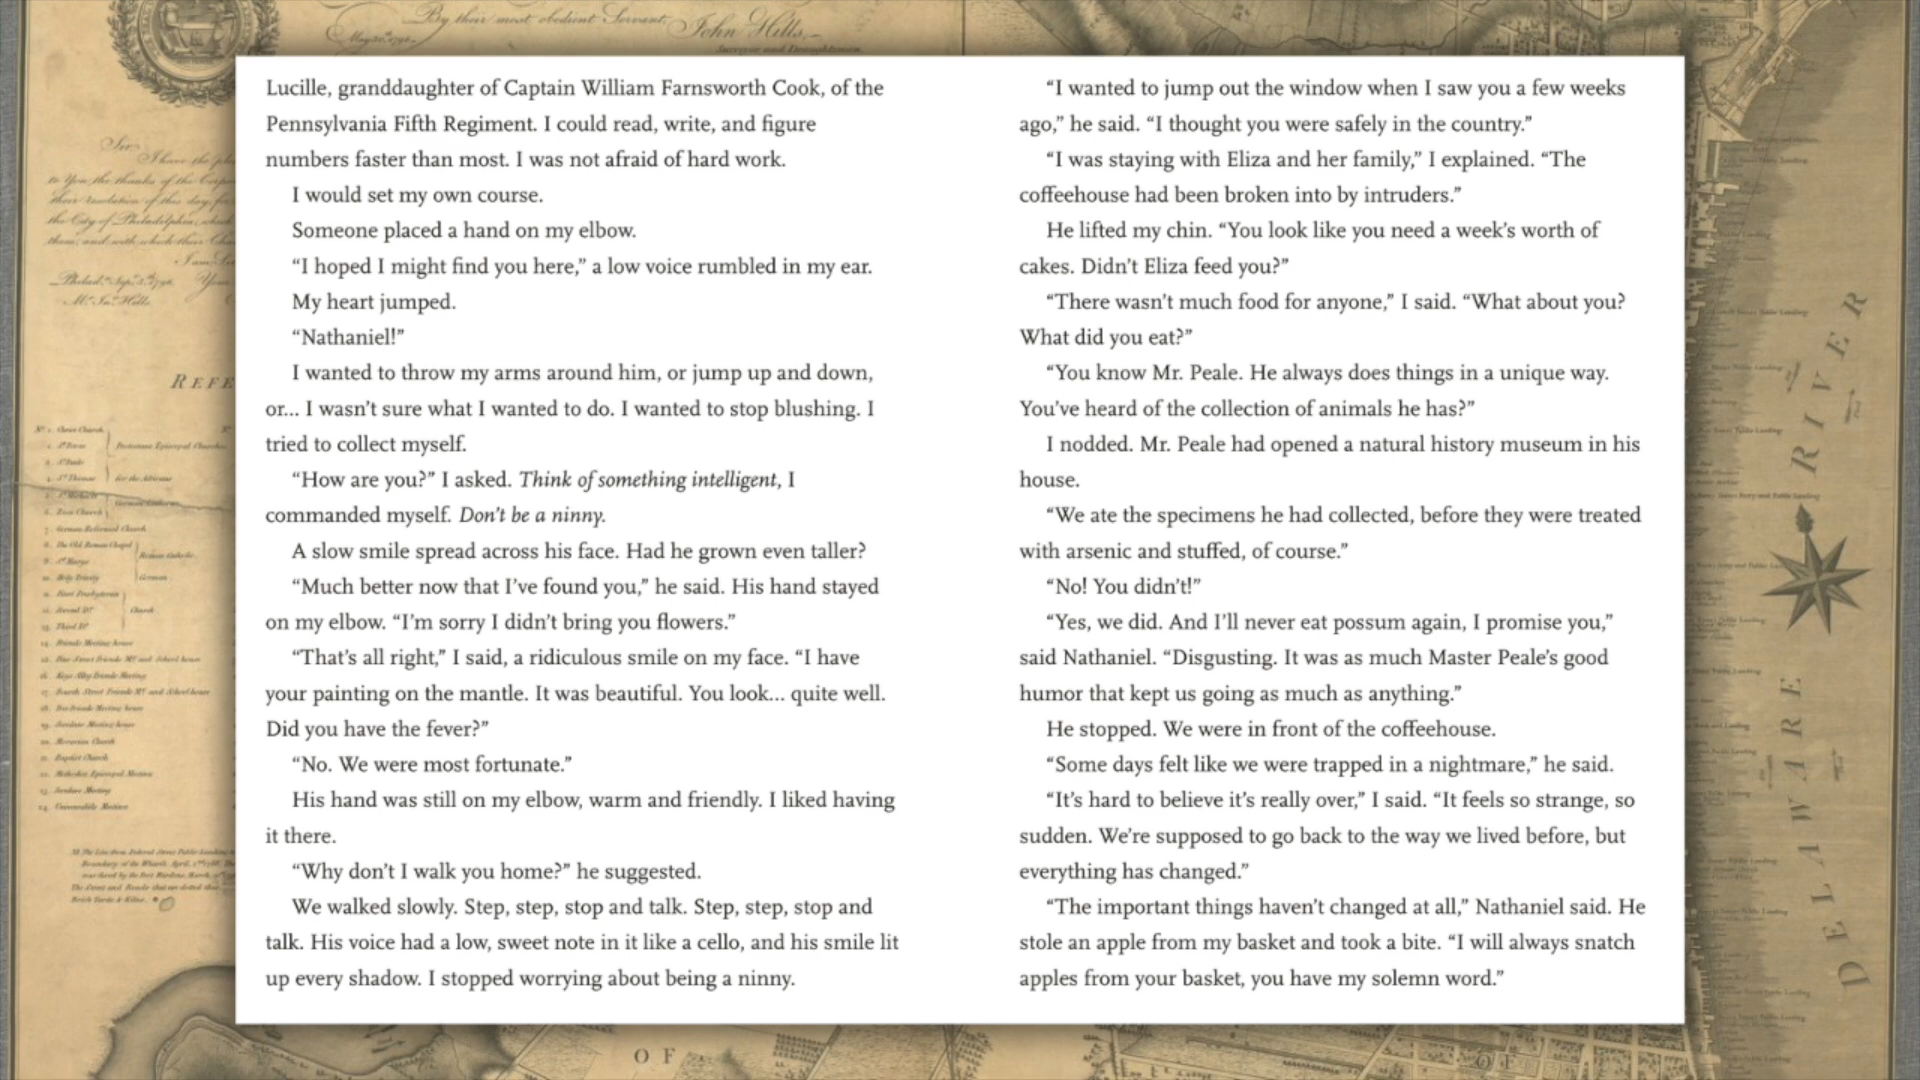 By their most obedient Servant,
John Hills,
Surveyor and Draughtsman.
Lucille, granddaughter of Captain William Farnsworth Cook, of the
Pennsylvania Fifth Regiment. I could read, write, and figure
numbers faster than most. I was not afraid of hard work.
I would set my own course.
Someone placed a hand on my elbow.
“I hoped I might find you here,” a low voice rumbled in my ear.
My heart jumped.
“Nathaniel!”
I wanted to throw my arms around him, or jump up and down,
or... I wasn’t sure what I wanted to do. I wanted to stop blushing. I
tried to collect myself.
“How are you?” I asked. Think of something intelligent, I
commanded myself. Don’t be a ninny.
A slow smile spread across his face. Had he grown even taller?
“Much better now that I’ve found you,” he said. His hand stayed
on my elbow. “I’m sorry I didn’t bring you flowers.”
“That’s all right,” I said, a ridiculous smile on my face. “I have
your painting on the mantle. It was beautiful. You look... quite well.
Did you have the fever?”
“No. We were most fortunate.”
His hand was still on my elbow, warm and friendly. I liked having
it there.
“Why don’t I walk you home?” he suggested.
We walked slowly. Step, step, stop and talk. Step, step, stop and
talk. His voice had a low, sweet note in it like a cello, and his smile lit
up every shadow. I stopped worrying about being a ninny.
“I wanted to jump out the window when I saw you a few weeks
ago,” he said. “I thought you were safely in the country.”
“I was staying with Eliza and her family,” I explained. “The
coffeehouse had been broken into by intruders.”
He lifted my chin. “You look like you need a week’s worth of
cakes. Didn’t Eliza feed you?”
“There wasn’t much food for anyone,” I said. “What about you?
What did you eat?”
“You know Mr. Peale. He always does things in a unique way.
You’ve heard of the collection of animals he has?”
I nodded. Mr. Peale had opened a natural history museum in his
house.
“We ate the specimens he had collected, before they were treated
with arsenic and stuffed, of course.”
“No! You didn’t!”
“Yes, we did. And I’ll never eat possum again, I promise you,”
said Nathaniel. “Disgusting. It was as much Master Peale’s good
humor that kept us going as much as anything.”
He stopped. We were in front of the coffeehouse.
“Some days felt like we were trapped in a nightmare,” he said.
“It’s hard to believe it’s really over,” I said. “It feels so strange, so
sudden. We’re supposed to go back to the way we lived before, but
everything has changed.”
“The important things haven’t changed at all,” Nathaniel said. He
stole an apple from my basket and took a bite. “I will always snatch
apples from your basket, you have my solemn word.”
REFE
DELAWARE RIVER
OF
OF